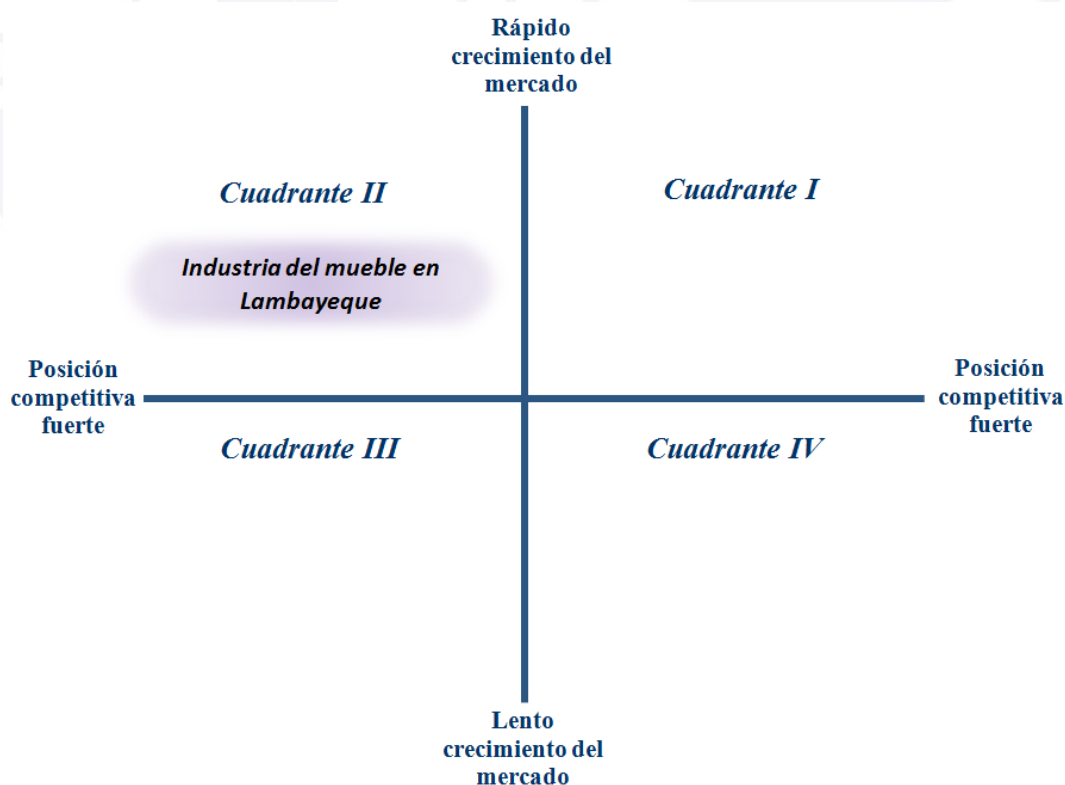 Rápido
crecimiento del
mercado
Cuadrante II
Cuadrante I
Industria del mueble en
Lambayeque
Posición
competitiva
fuerte
Posición
competitiva
fuerte
Cuadrante III
Cuadrante IV
Lento
crecimiento del
mercado